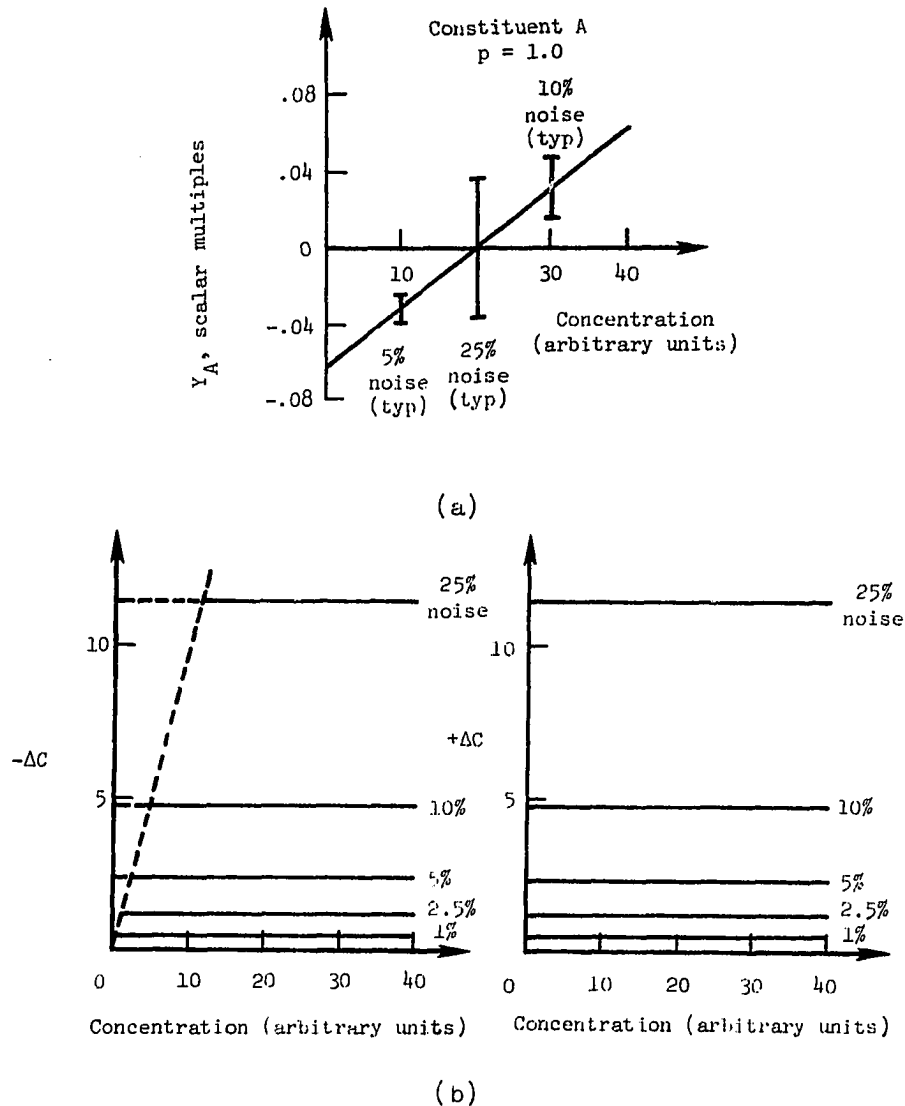 Constituent A
p = 1.0
10%
noise
(typ)
.08
.04
0
-.04
-.08
Y_A, scalar multiples
10
30
40
Concentration
(arbitrary units)
5%
noise
(typ)
25%
noise
(typ)
(a)
25%
noise
10
-ΔC
5
10%
5%
2.5%
1%
0
10
20
30
40
Concentration (arbitrary units)
25%
noise
10
+ΔC
5
10%
5%
2.5%
1%
0
10
20
30
40
Concentration (arbitrary units)
(b)